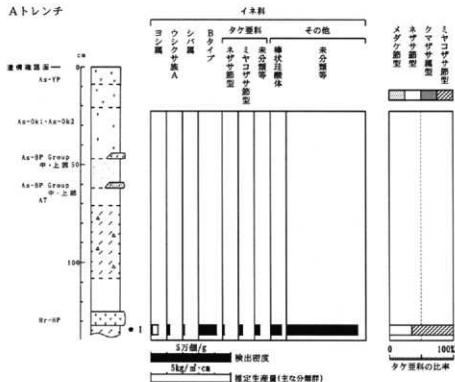 Aトレンチ
イネ科
タケ亜科
その他
ヨシ属
ウシクサ族A
シバ属
Bタイプ
ネザサ節型
ミヤコザサ節型
未分類等
棒状珪酸体
未分類等
メダケ節型
ネザサ節型
クマザサ属型
ミヤコザサ節型
cm
遺構確認面
0
As-YP
As-Ok1・As-Ok2
As-BP Group
中・上部
50
As-BP Group
中・上部
AT
100
Hr-HP
1
5万個/g
検出密度
5kg/㎡・cm
推定生産量(主な分類群)
0
100%
タケ亜科の比率